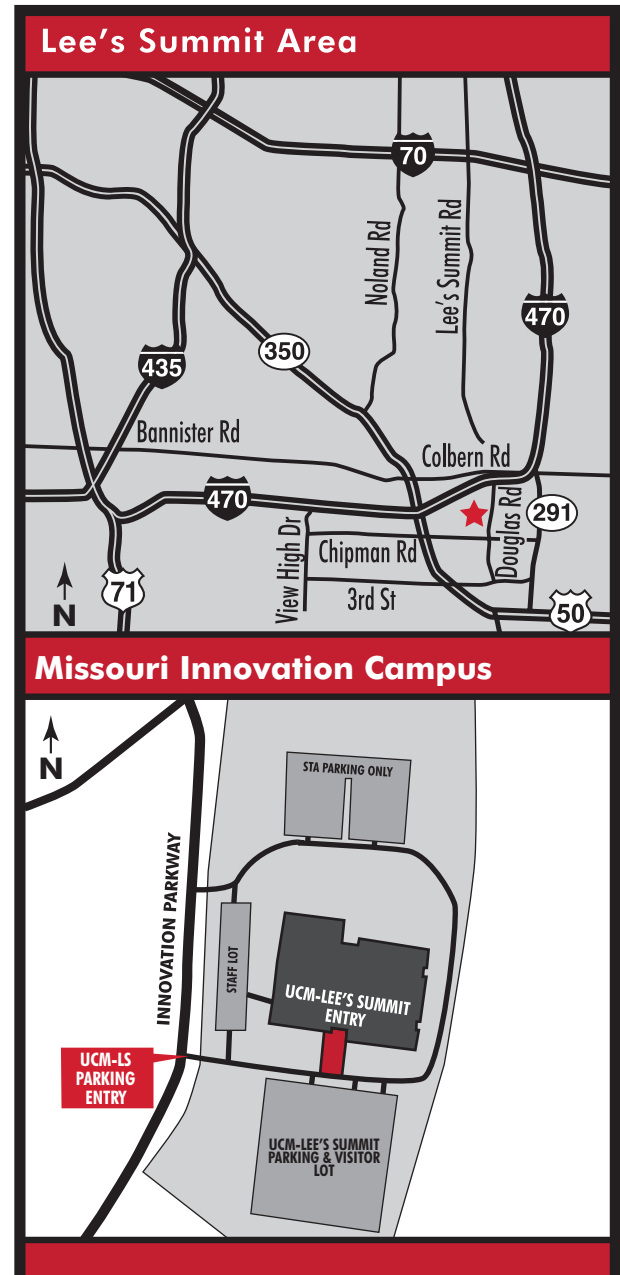 Lee's Summit Area
70
Noland Rd
Lee's Summit Rd
470
350
435
Bannister Rd
Colbern Rd
470
291
Douglas Rd
View High Dr
Chipman Rd
71
3rd St
50
N
Missouri Innovation Campus
N
STA PARKING ONLY
INNOVATION PARKWAY
STAFF LOT
UCM-LEE'S SUMMIT
ENTRY
UCM-LS
PARKING
ENTRY
UCM-LEE'S SUMMIT
PARKING & VISITOR
LOT